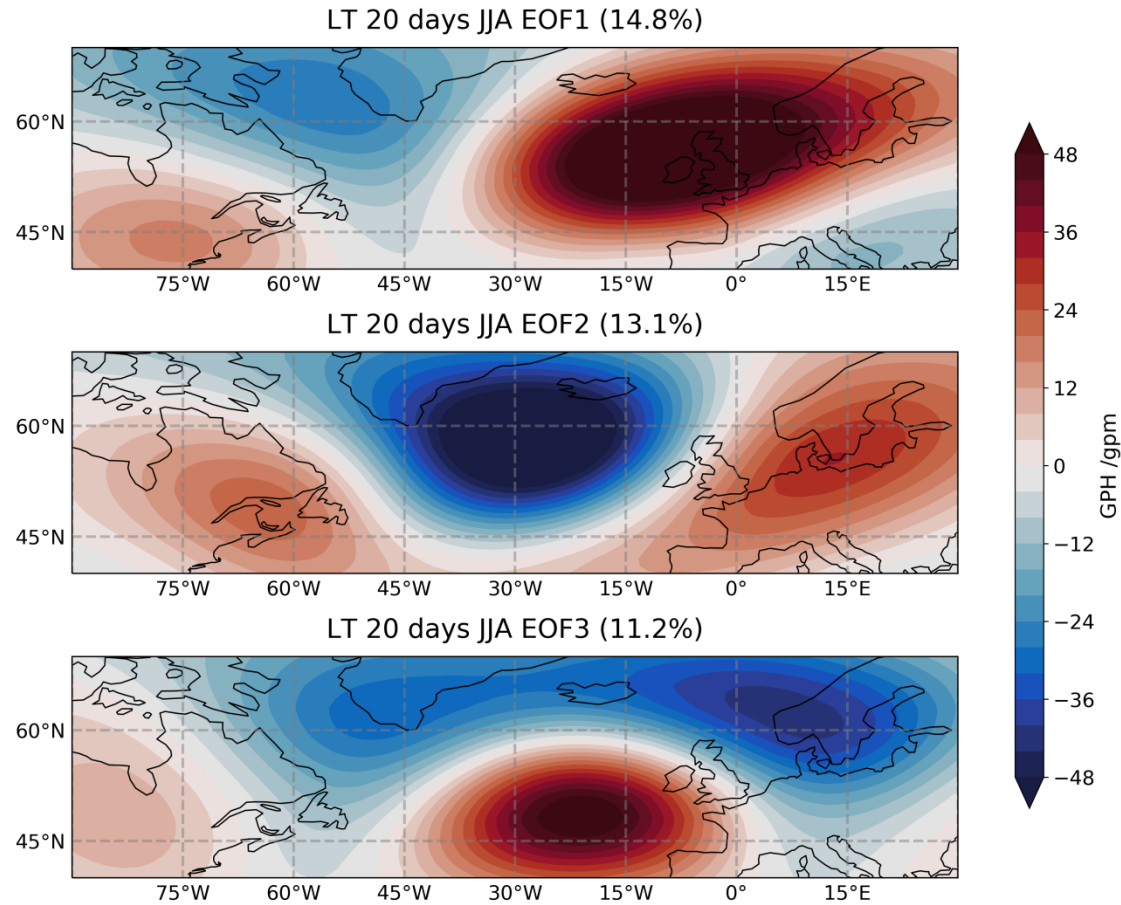 LT 20 days JJA EOF1 (14.8%)
60°N
45°N
75°W 60°W 45°W 30°W 15°W 0° 15°E
LT 20 days JJA EOF2 (13.1%)
60°N
45°N
75°W 60°W 45°W 30°W 15°W 0° 15°E
LT 20 days JJA EOF3 (11.2%)
60°N
45°N
75°W 60°W 45°W 30°W 15°W 0° 15°E
48
36
24
12
0
−12
−24
−36
−48
GPH /gpm